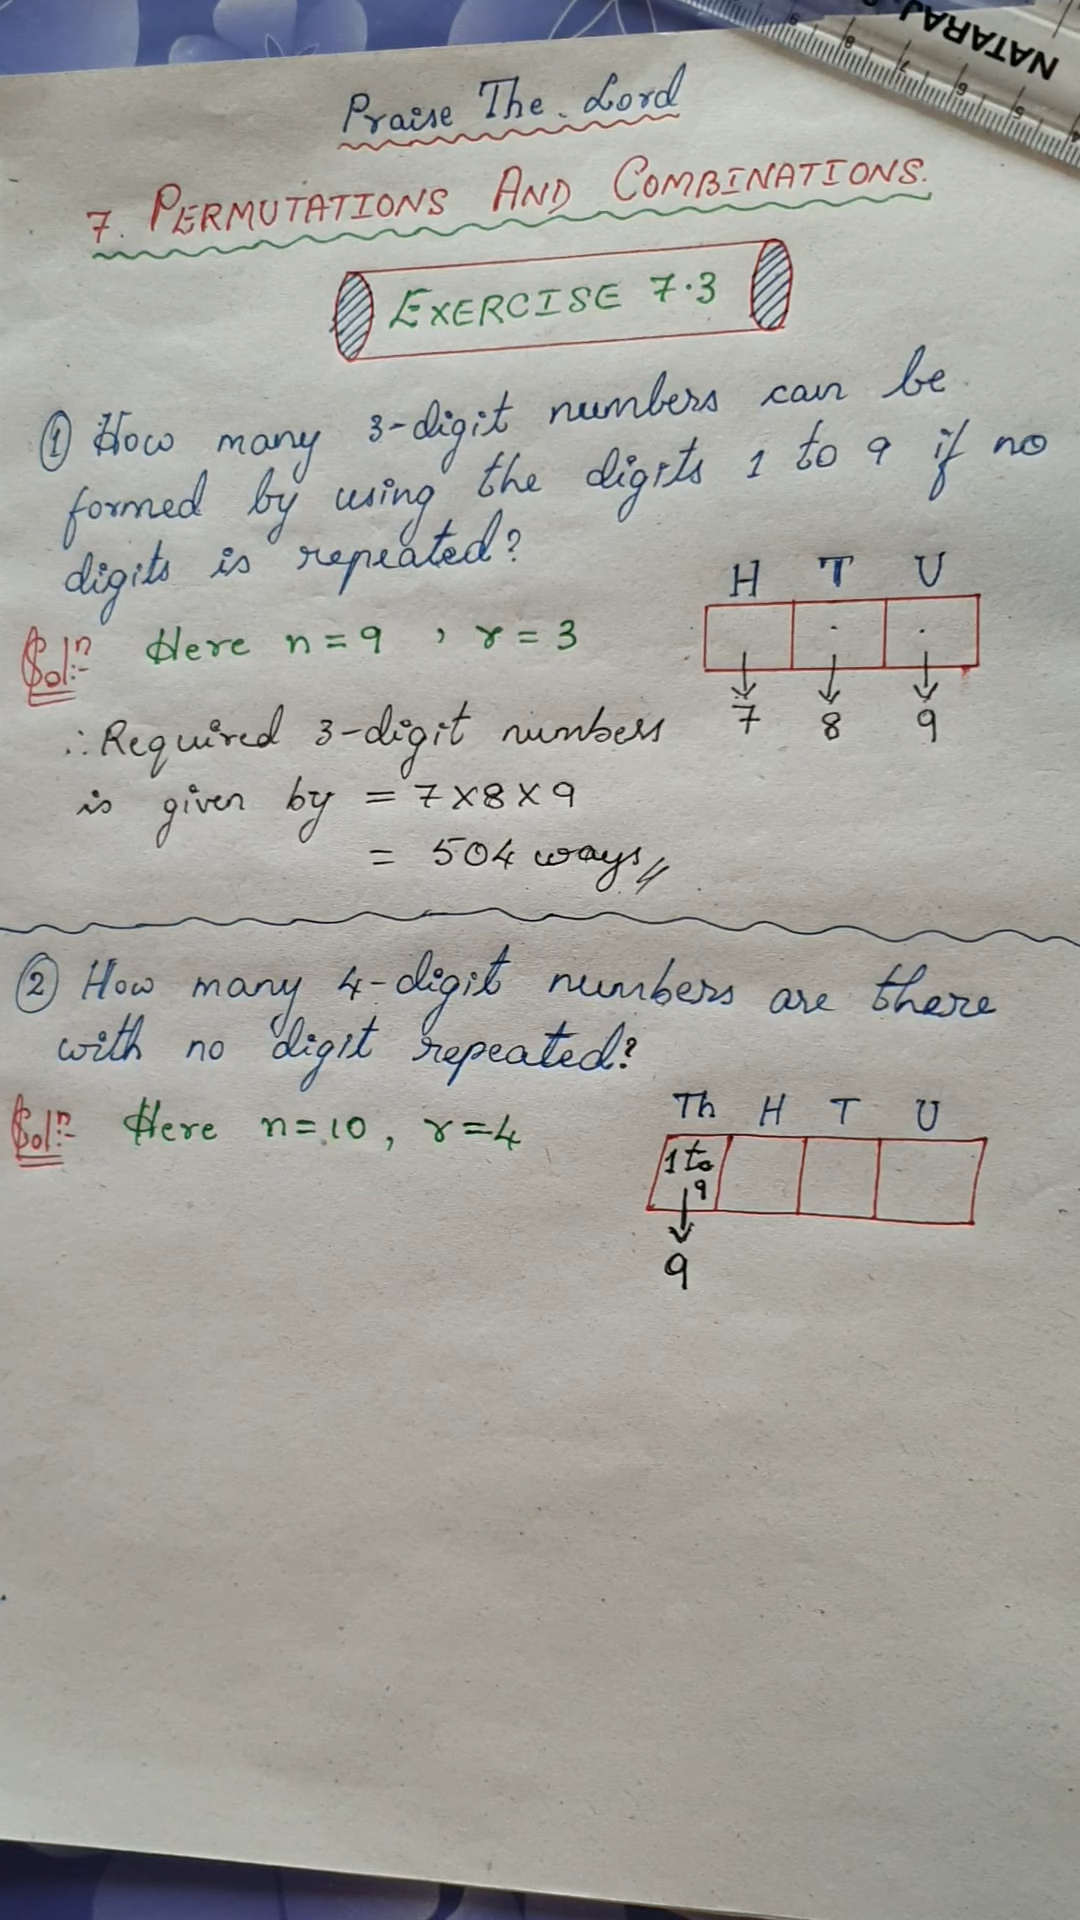 NATARAJ
Praise The Lord
7. PERMUTATIONS AND COMBINATIONS.
EXERCISE 7.3
① How many 3-digit numbers can be
formed by using the digits 1 to 9 if no
digits is repeated?
H T U
Sol:n- Here n=9 , r=3
7 8 9
∴ Required 3-digit numbers
is given by = 7×8×9
= 504 ways
② How many 4-digit numbers are there
with no digit repeated?
Th H T U
Sol:n- Here n=10, r=4
1 to
9
9